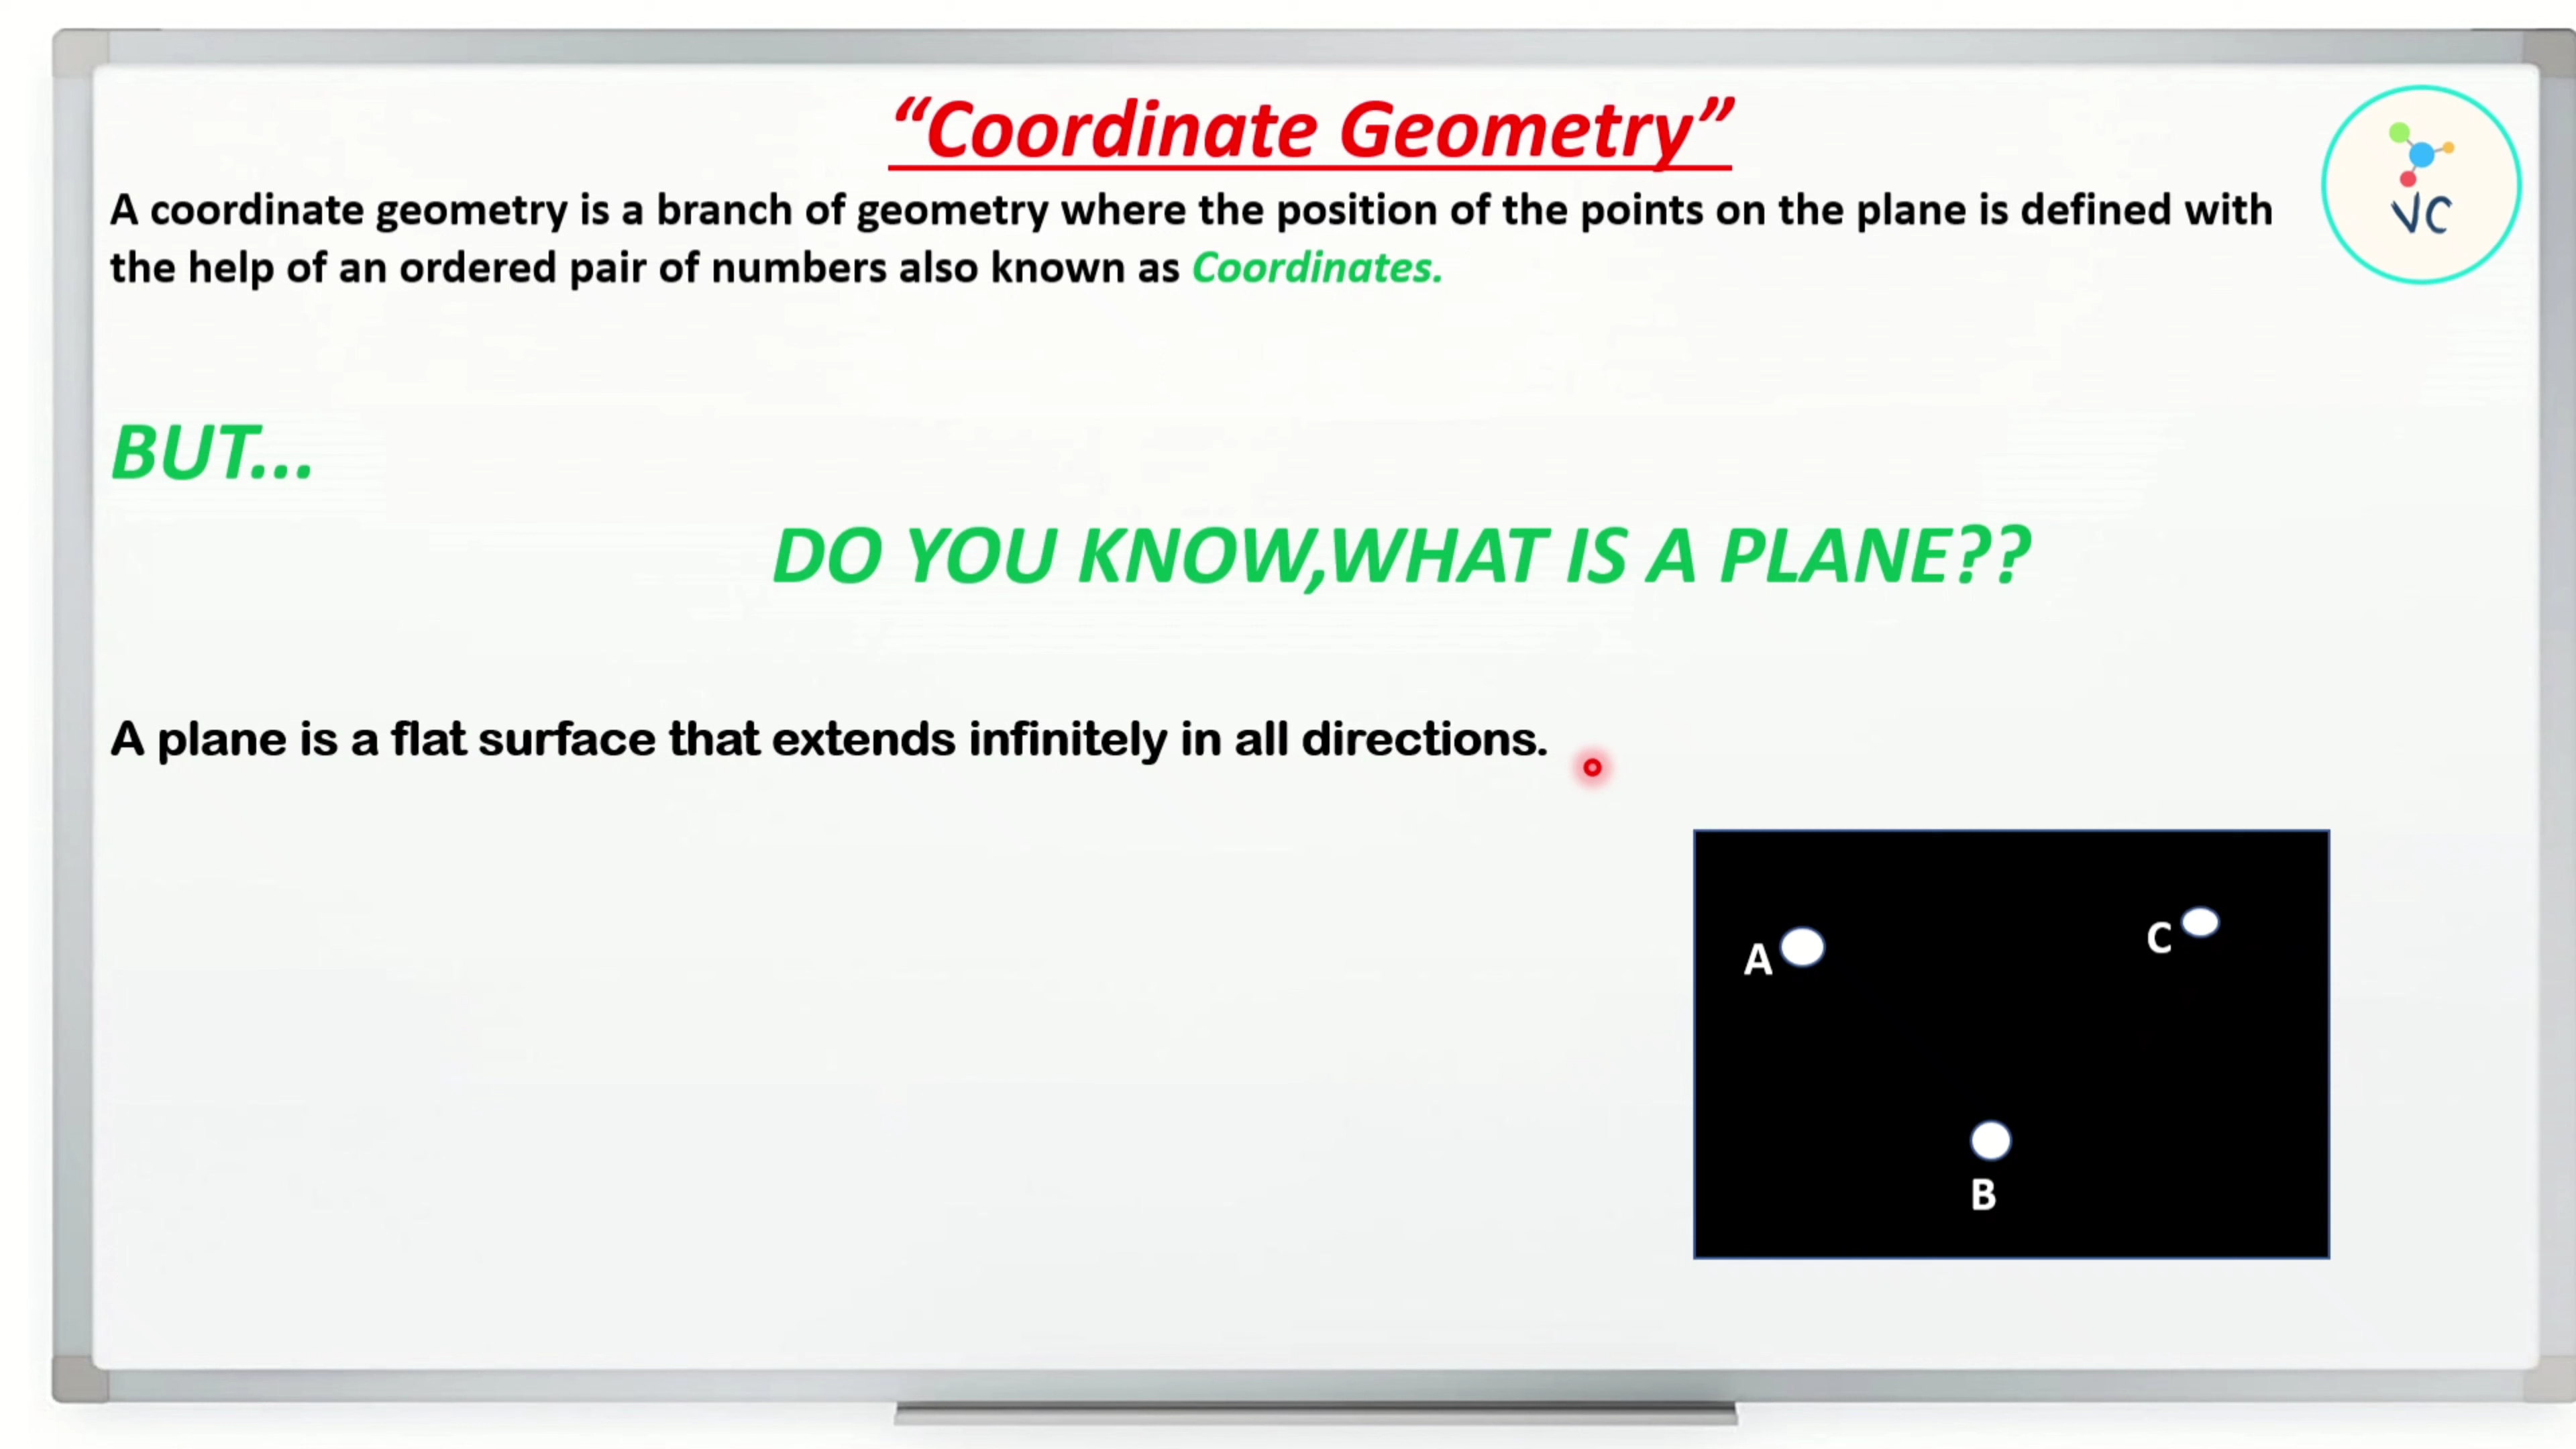 “Coordinate Geometry”
VC
A coordinate geometry is a branch of geometry where the position of the points on the plane is defined with
the help of an ordered pair of numbers also known as Coordinates.
BUT...
DO YOU KNOW,WHAT IS A PLANE??
A plane is a flat surface that extends infinitely in all directions.
A
C
B